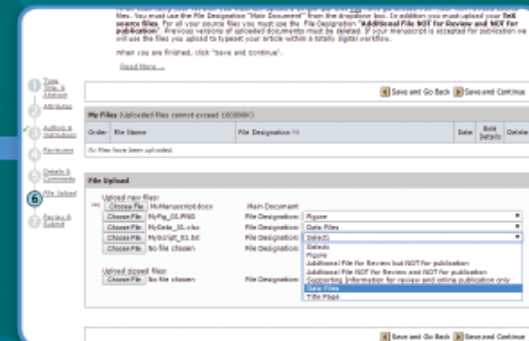 files. You must use the File Designation "Main Document" from the dropbown box. In addition you must upload your TeX
source files. For all your source files you must use the File Designation "Additional File NOT for Review and NOT for
publication". Previous versions of uploaded documents must be deleted. If your manuscript is accepted for publication we
will use the files you upload to typeset your article within a totally digital workflow.
When you are finished, click "Save and Continue".
Read More ...
1 Type, Title, & Abstract
2 Attributes
3 Authors & Institutions
4 Reviewers
5 Details & Comments
6 File Upload
7 Review & Submit
Save and Go Back Save and Continue
My Files (Uploaded files cannot exceed 100000K)
Order File Name File Designation Date Edit Details Delete
No files have been uploaded.
File Upload
Upload new files:
Choose File MyManuscript.docx Main Document
Choose File MyFig_01.PNG File Designation: Figure
Choose File MyData_01.xlsx File Designation: Data Files
Choose File MyScript_01.txt File Designation: Select:
Choose File No file chosen File Designation: Select:
Figure
Additional File for Review but NOT for publication
Additional File NOT for Review and NOT for publication
Supporting Information for review and online publication only
Data Files
Title Page
Upload zipped files:
Choose File No file chosen File Designation:
Save and Go Back Save and Continue